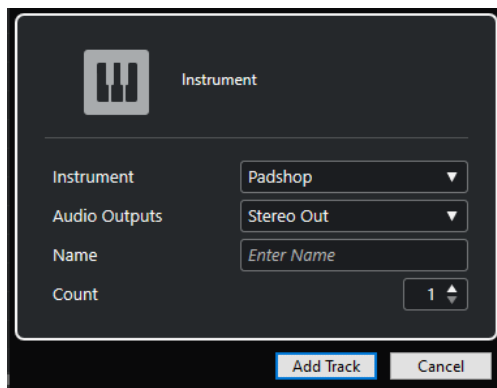 Instrument
Instrument Padshop
Audio Outputs Stereo Out
Name Enter Name
Count 1
Add Track Cancel